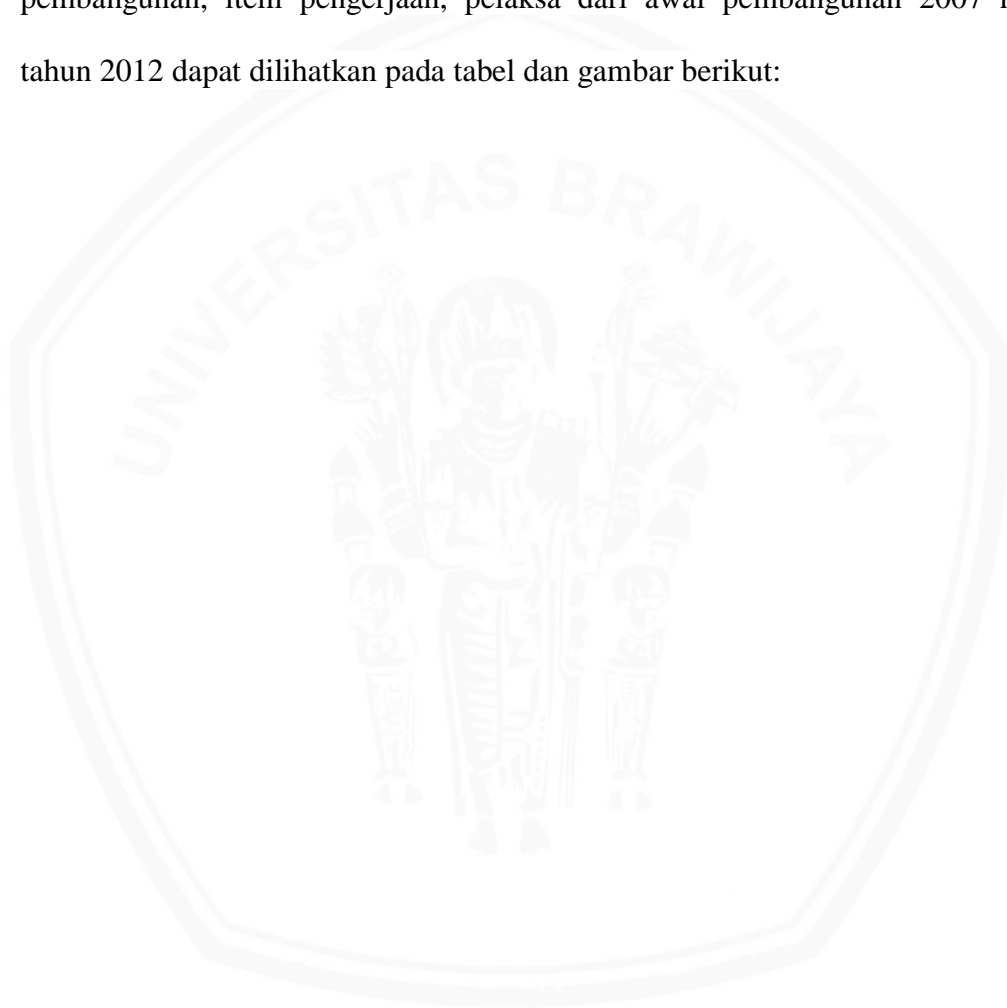 pembangunan, item pengerjaan, pelaksa dari awal pembangunan 2007
tahun 2012 dapat dilihatkan pada tabel dan gambar berikut:
UNIVERSITAS BRAWIJAYA